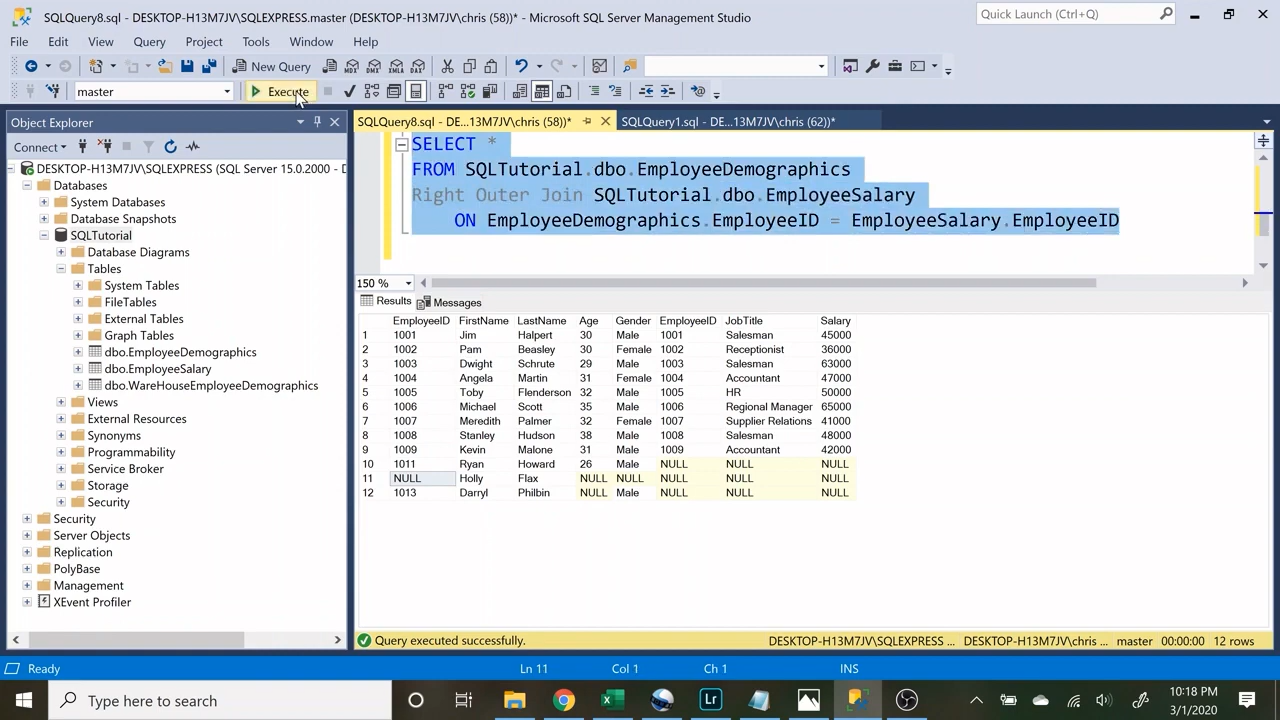 SQLQuery8.sql - DESKTOP-H13M7JV\SQLEXPRESS.master (DESKTOP-H13M7JV\chris (58))* - Microsoft SQL Server Management Studio
Quick Launch (Ctrl+Q)
File Edit View Query Project Tools Window Help
New Query
MDX DMX XMLA DAX
master Execute
Object Explorer
SQLQuery8.sql - DE...13M7JV\chris (58))* SQLQuery1.sql - DE...13M7JV\chris (62))*
Connect
DESKTOP-H13M7JV\SQLEXPRESS (SQL Server 15.0.2000 - D
Databases
System Databases
Database Snapshots
SQLTutorial
Database Diagrams
Tables
System Tables
FileTables
External Tables
Graph Tables
dbo.EmployeeDemographics
dbo.EmployeeSalary
dbo.WareHouseEmployeeDemographics
Views
External Resources
Synonyms
Programmability
Service Broker
Storage
Security
Security
Server Objects
Replication
PolyBase
Management
XEvent Profiler
SELECT *
FROM SQLTutorial.dbo.EmployeeDemographics
Right Outer Join SQLTutorial.dbo.EmployeeSalary
ON EmployeeDemographics.EmployeeID = EmployeeSalary.EmployeeID
150 %
Results Messages
EmployeeID FirstName LastName Age Gender EmployeeID JobTitle Salary
1 1001 Jim Halpert 30 Male 1001 Salesman 45000
2 1002 Pam Beasley 30 Female 1002 Receptionist 36000
3 1003 Dwight Schrute 29 Male 1003 Salesman 63000
4 1004 Angela Martin 31 Female 1004 Accountant 47000
5 1005 Toby Flenderson 32 Male 1005 HR 50000
6 1006 Michael Scott 35 Male 1006 Regional Manager 65000
7 1007 Meredith Palmer 32 Female 1007 Supplier Relations 41000
8 1008 Stanley Hudson 38 Male 1008 Salesman 48000
9 1009 Kevin Malone 31 Male 1009 Accountant 42000
10 1011 Ryan Howard 26 Male NULL NULL NULL
11 NULL Holly Flax NULL NULL NULL NULL NULL
12 1013 Darryl Philbin NULL Male NULL NULL NULL
Query executed successfully. DESKTOP-H13M7JV\SQLEXPRESS ... DESKTOP-H13M7JV\chris ... master 00:00:00 12 rows
Ready Ln 11 Col 1 Ch 1 INS
Type here to search
Lr
10:18 PM
3/1/2020